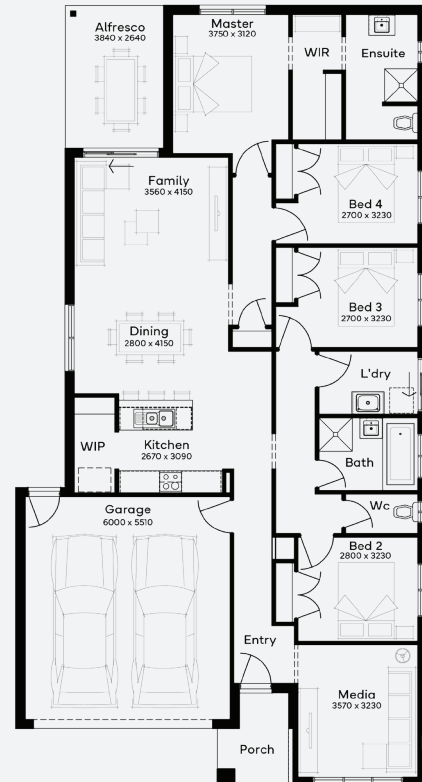 Alfresco
3840 x 2640
Master
3750 x 3120
WIR
Ensuite
Family
3560 x 4150
Bed 4
2700 x 3230
Bed 3
2700 x 3230
Dining
2800 x 4150
L'dry
WIP
Kitchen
2670 x 3090
Bath
Wc
Garage
6000 x 5510
Bed 2
2800 x 3230
Entry
Media
3570 x 3230
Porch